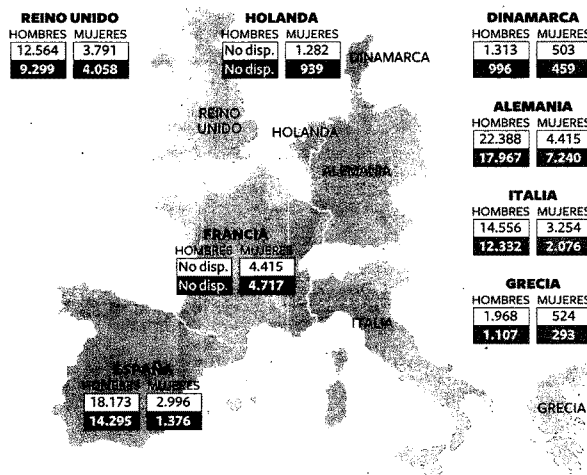 REINO UNIDO
HOMBRES MUJERES
12.564 3.791
9.299 4.058
HOLANDA
HOMBRES MUJERES
No disp. 1.282
No disp. 939
DINAMARCA
HOMBRES MUJERES
1.313 503
996 459
DINAMARCA
REINO
UNIDO
HOLANDA
ALEMANIA
ALEMANIA
HOMBRES MUJERES
22.388 4.415
17.967 7.240
ITALIA
HOMBRES MUJERES
14.556 3.254
12.332 2.076
FRANCIA
HOMBRES MUJERES
No disp. 4.415
No disp. 4.717
GRECIA
HOMBRES MUJERES
1.968 524
1.107 293
ITALIA
ESPAÑA
HOMBRES MUJERES
18.173 2.996
14.295 1.376
GRECIA